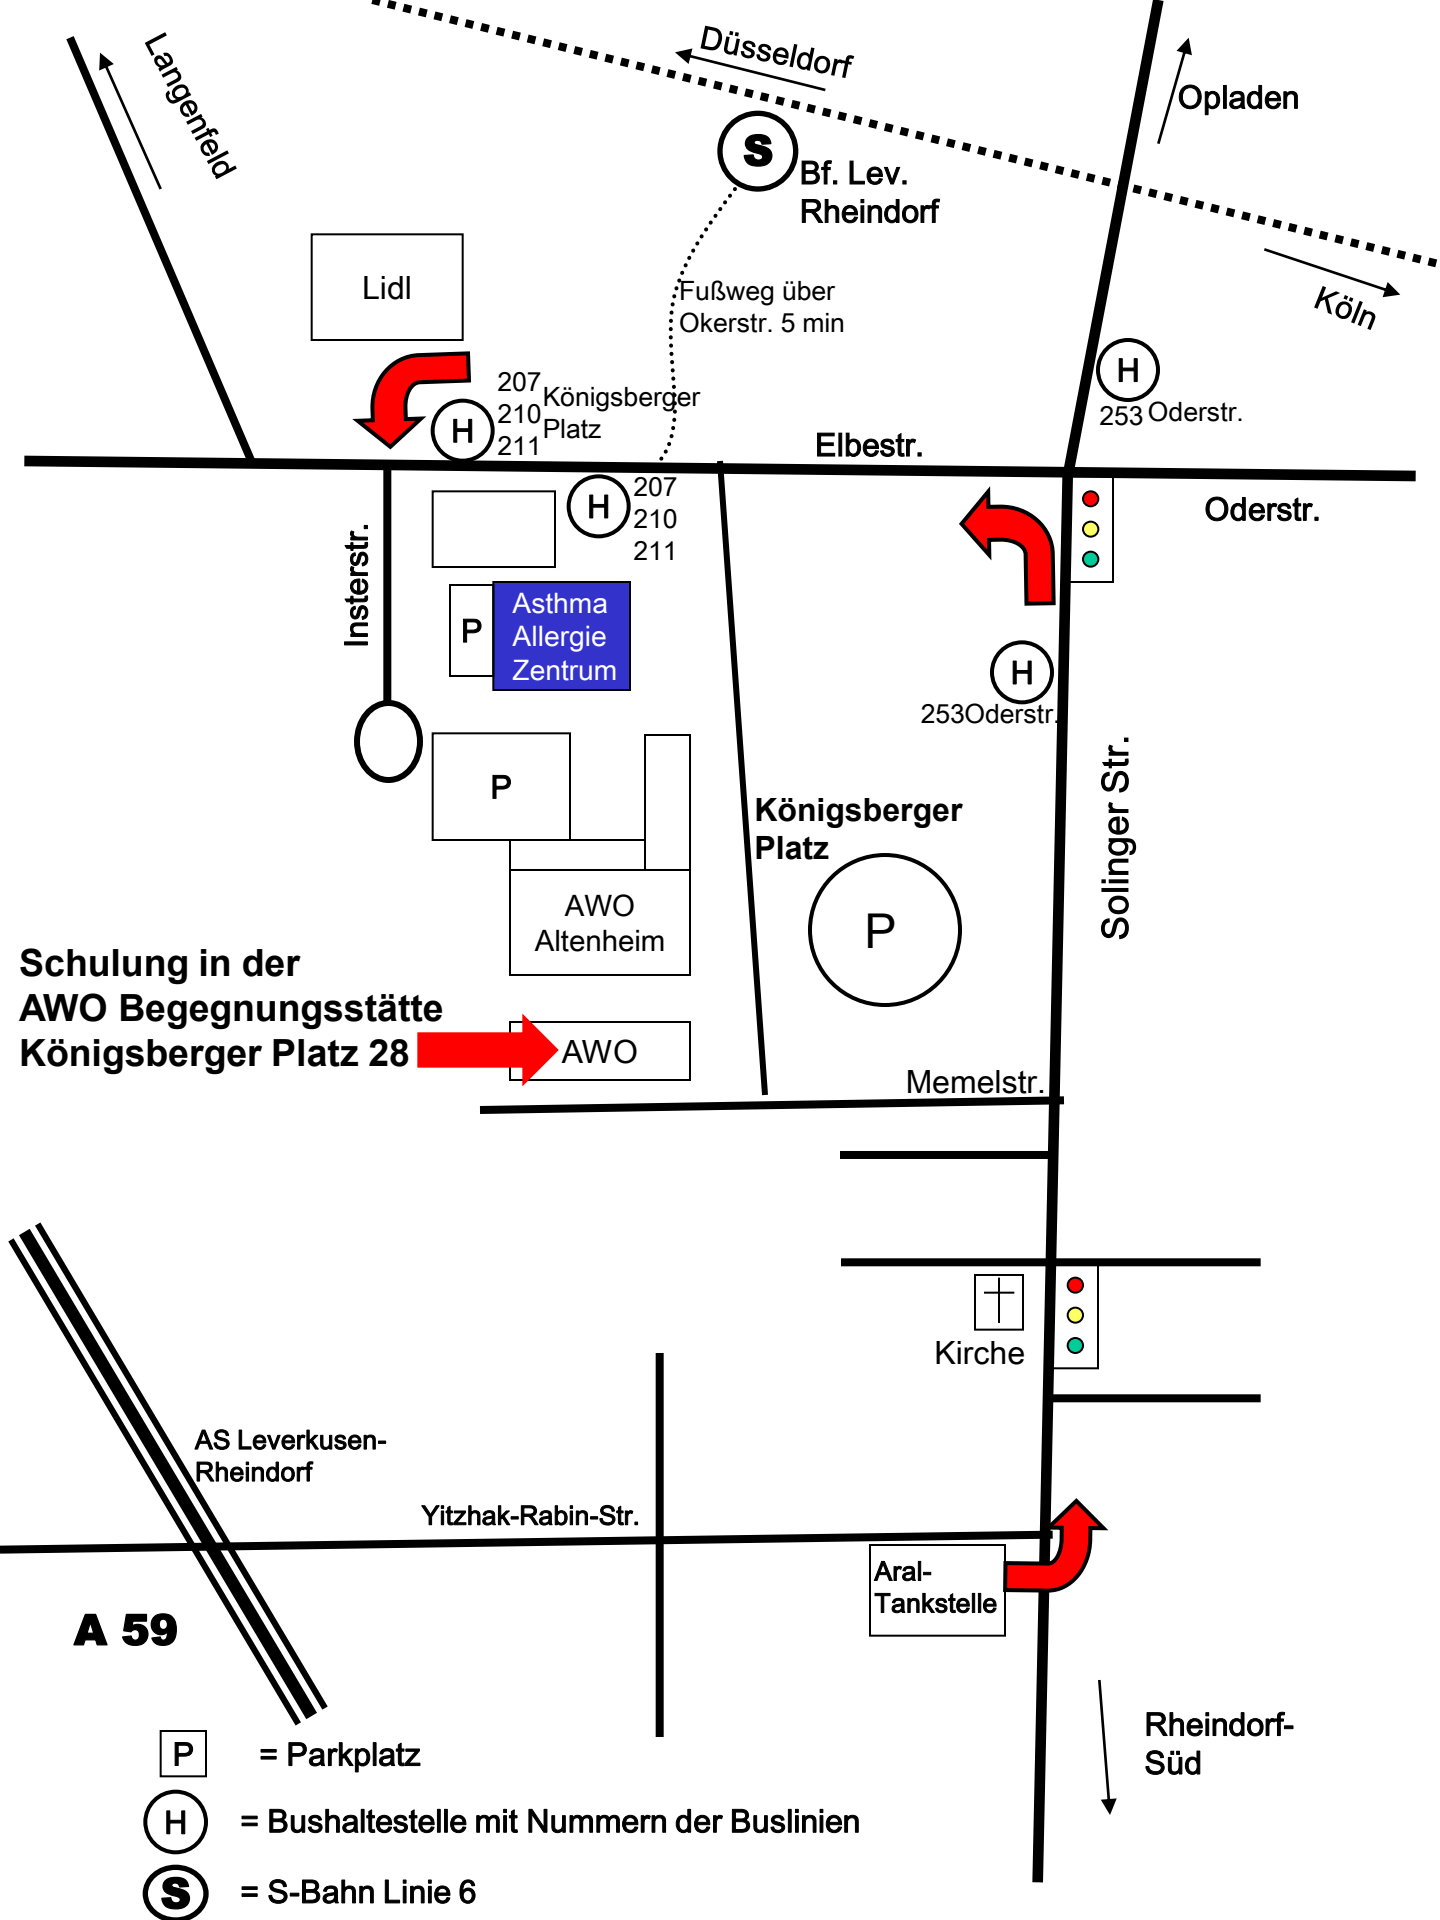 Langenfeld
Düsseldorf
Opladen
S
Bf. Lev.
Rheindorf
Lidl
Fußweg über
Okerstr. 5 min
Köln
H
253 Oderstr.
207
210
211
Königsberger
Platz
H
Elbestr.
Oderstr.
H
207
210
211
Insterstr.
P
Asthma
Allergie
Zentrum
H
253Oderstr.
P
Königsberger
Platz
P
Solinger Str.
AWO
Altenheim
Schulung in der
AWO Begegnungsstätte
Königsberger Platz 28
AWO
Memelstr.
Kirche
AS Leverkusen-
Rheindorf
Yitzhak-Rabin-Str.
Aral-
Tankstelle
A 59
Rheindorf-
Süd
P = Parkplatz
H = Bushaltestelle mit Nummern der Buslinien
S = S-Bahn Linie 6